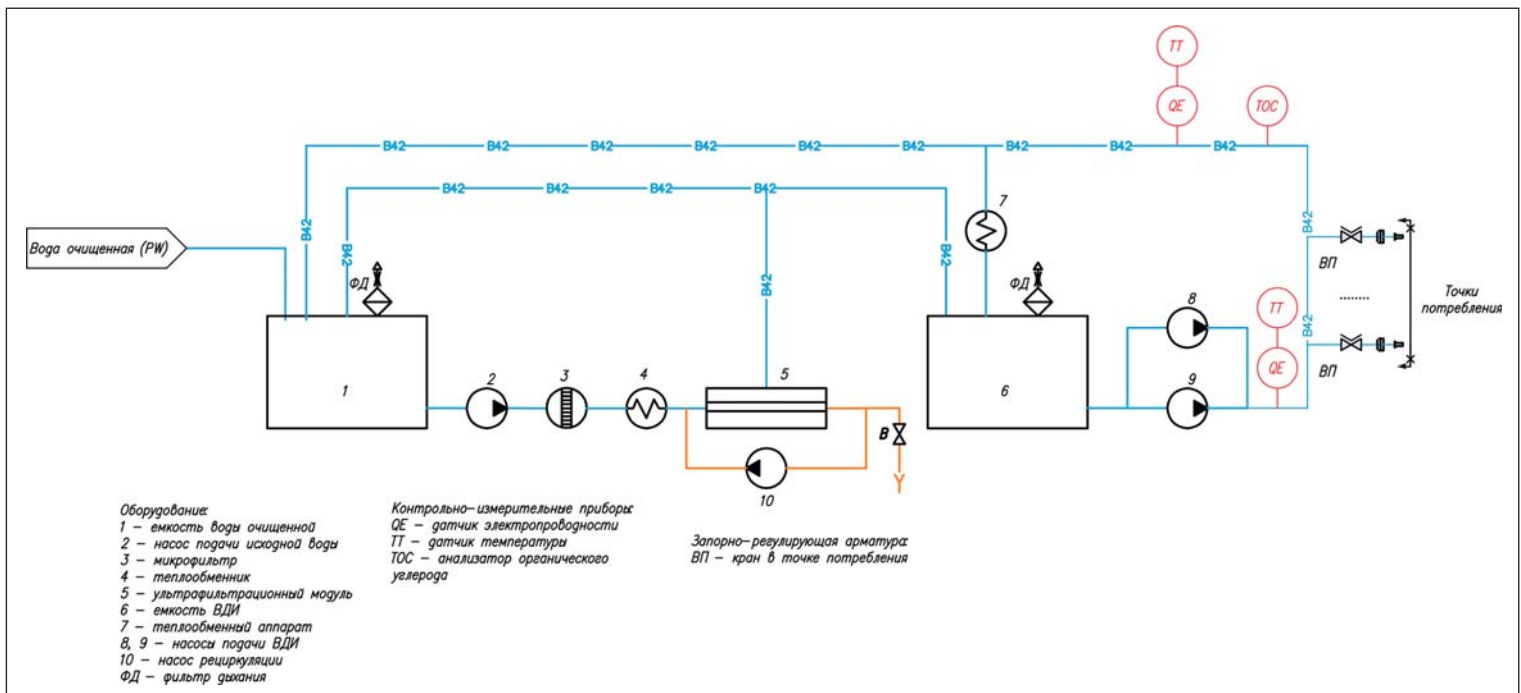 TT
QE
TOC
B42 B42 B42 B42 B42 B42 B42 B42 B42
B42 B42 B42
7
Вода очищенная (PW)
B42
B42
B42
B42
B42
ФД
ФД
ВП
8
TT
B42
Точки
потребления
.........
1
2
3
4
5
6
9
QE
ВП
В
10
Оборудование:
1 – емкость воды очищенной
2 – насос подачи исходной воды
3 – микрофильтр
4 – теплообменник
5 – ультрафильтрационный модуль
6 – емкость ВДИ
7 – теплообменный аппарат
8, 9 – насосы подачи ВДИ
10 – насос рециркуляции
ФД – фильтр дыхания
Контрольно–измерительные приборы:
QE – датчик электропроводности
TT – датчик температуры
TOC – анализатор органического
углерода
Запорно–регулирующая арматура:
ВП – кран в точке потребления